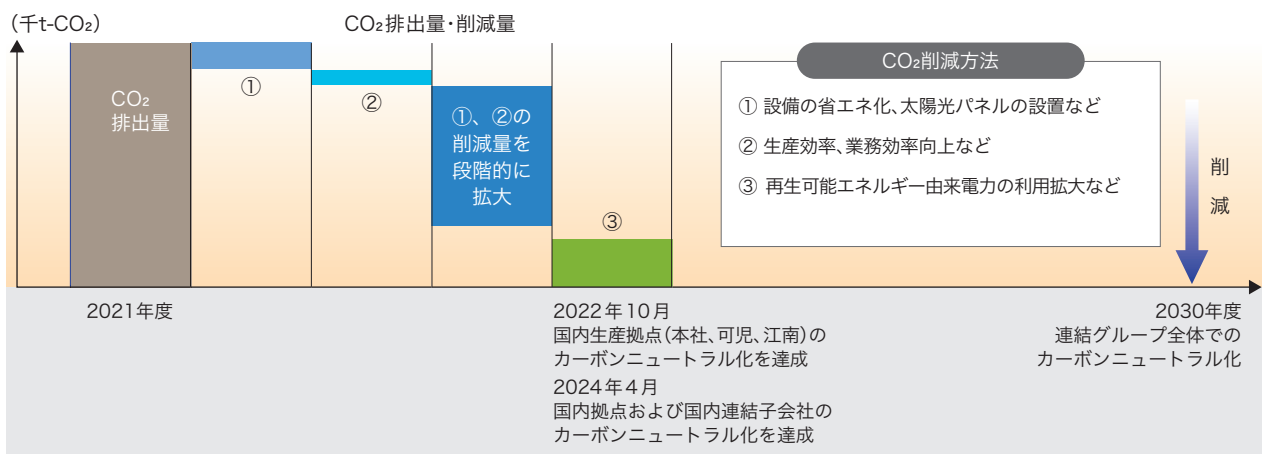 (千t-CO₂)
CO₂排出量・削減量
CO₂
排出量
①
②
①、②の
削減量を
段階的に
拡大
③
CO₂削減方法
① 設備の省エネ化、太陽光パネルの設置など
② 生産効率、業務効率向上など
③ 再生可能エネルギー由来電力の利用拡大など
削減
2021年度
2022年10月
国内生産拠点(本社、可児、江南)の
カーボンニュートラル化を達成
2024年4月
国内拠点および国内連結子会社の
カーボンニュートラル化を達成
2030年度
連結グループ全体での
カーボンニュートラル化